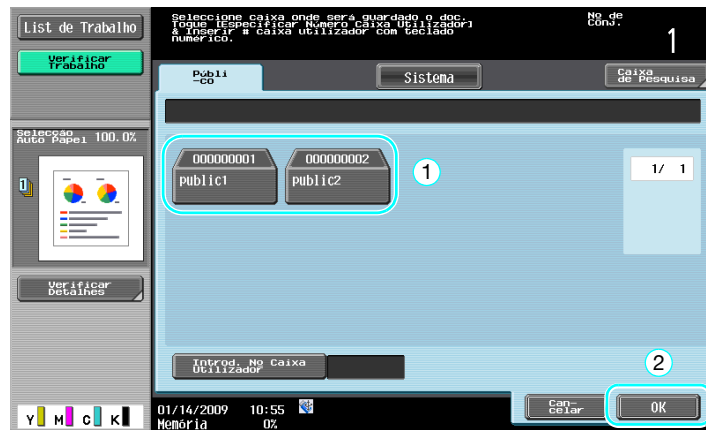 List de Trabalho
Verificar
Trabalho
Seleccione caixa onde será guardado o doc.
Toque [Especificar Número Caixa Utilizador]
& Inserir # caixa utilizador com teclado
numérico.
No de
Conj.
1
Públi
-co
Sistema
Caixa
de Pesquisa
Selecção
Auto Papel 100.0%
1
000000001
public1
000000002
public2
1
1/ 1
Verificar
Detalhes
Introd. No Caixa
Utilizador
2
Can-
celar
OK
Y M C K
01/14/2009 10:55
Memória 0%